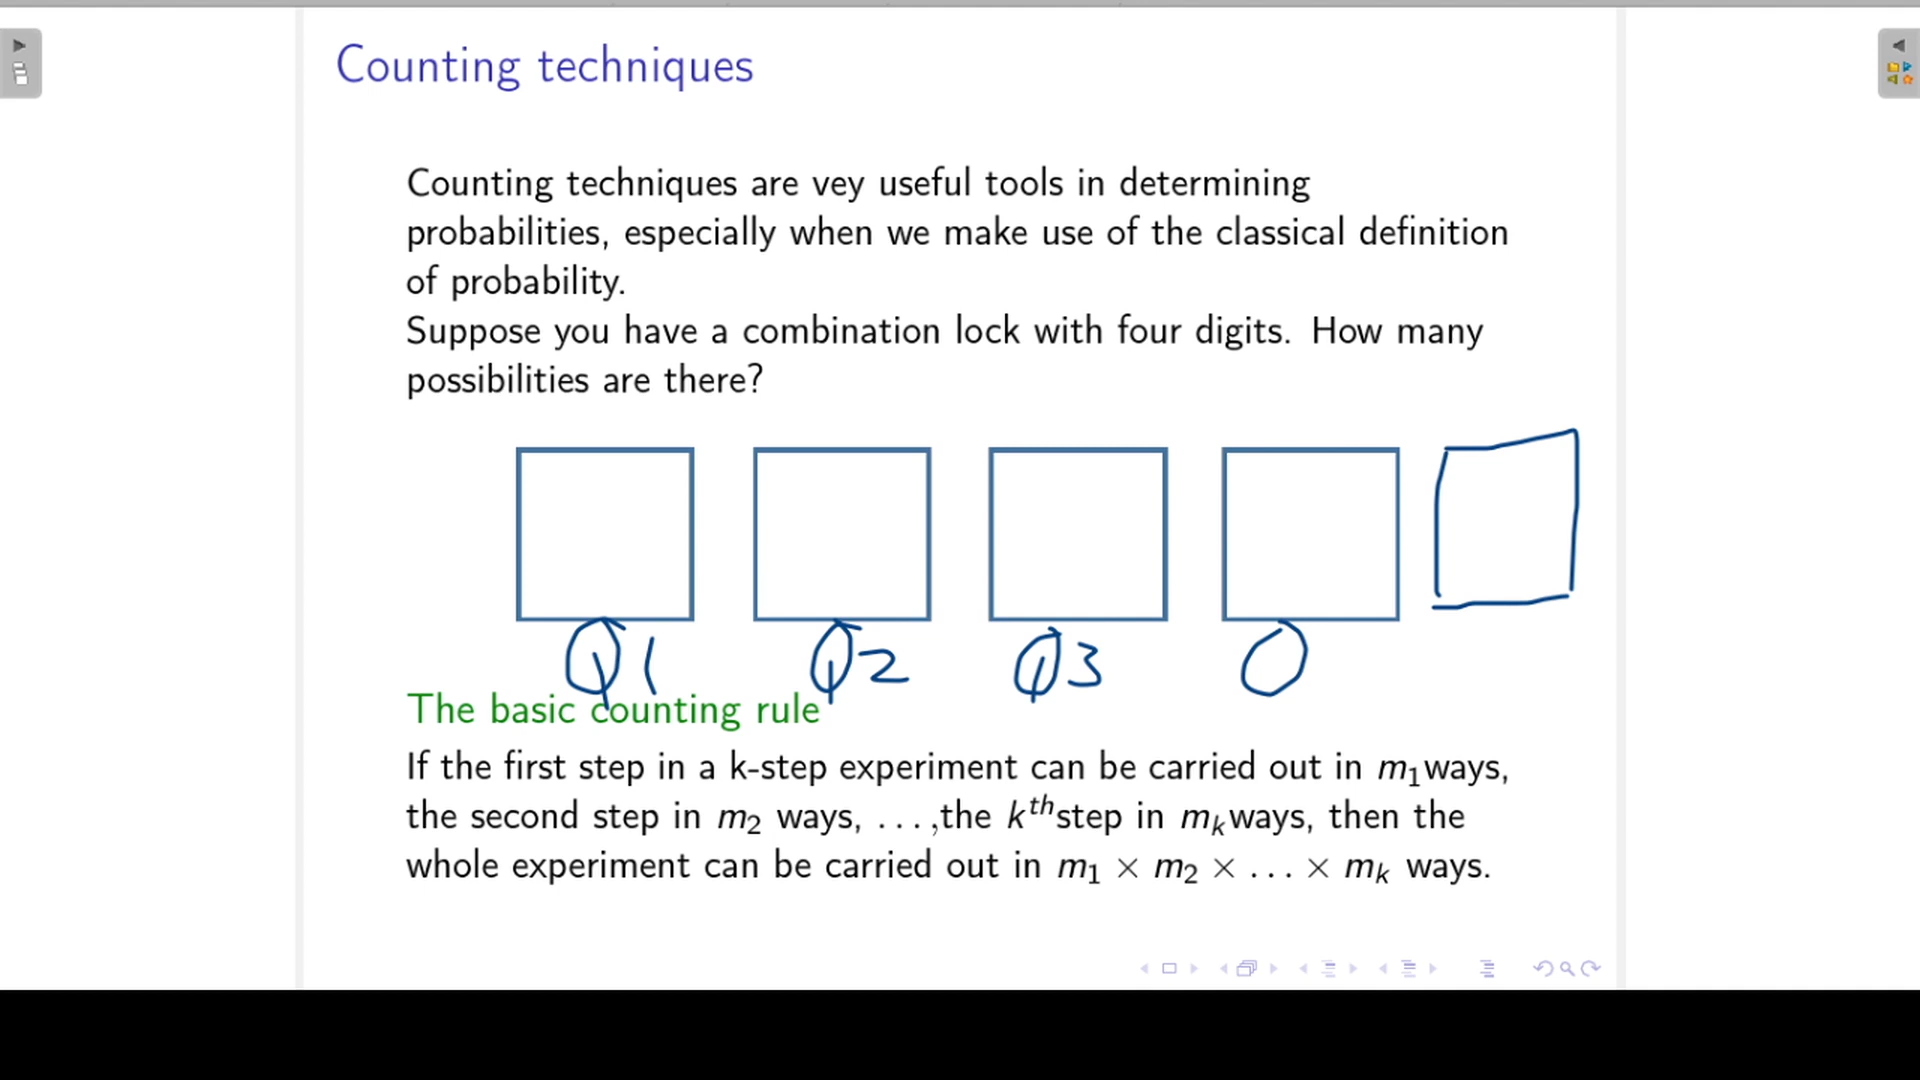 Counting techniques
Counting techniques are vey useful tools in determining
probabilities, especially when we make use of the classical definition
of probability.
Suppose you have a combination lock with four digits. How many
possibilities are there?
Q1 Q2 Q3 O
The basic counting rule
If the first step in a k-step experiment can be carried out in m₁ways,
the second step in m₂ ways, ...,the kᵗʰstep in mₖways, then the
whole experiment can be carried out in m₁ × m₂ × ... × mₖ ways.